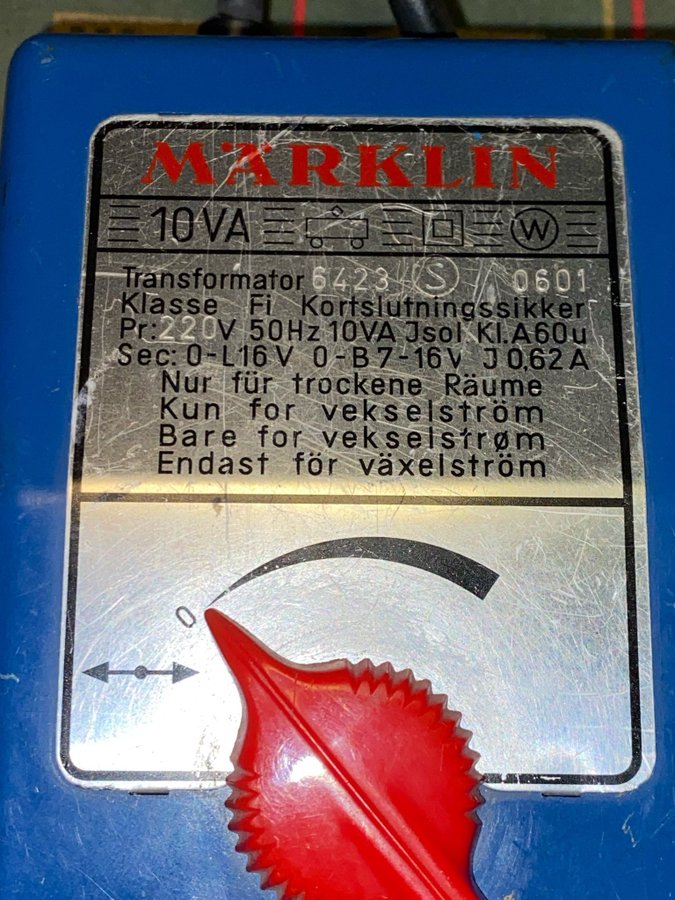 MÄRKLIN
10VA W
Transformator 6423 S 0601
Klasse Fi Kortslutningssikker
Pr: 220V 50Hz 10VA Jsol Kl.A60u
Sec: 0-L16V 0-B7-16V J0,62A
Nur für trockene Räume
Kun for vekselström
Bare for vekselstrøm
Endast för växelström
0